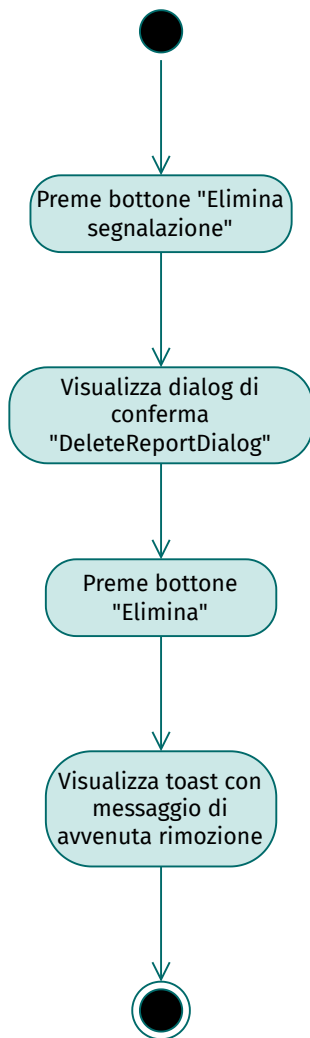 Preme bottone "Elimina
segnalazione"
Visualizza dialog di
conferma
"DeleteReportDialog"
Preme bottone
"Elimina"
Visualizza toast con
messaggio di
avvenuta rimozione